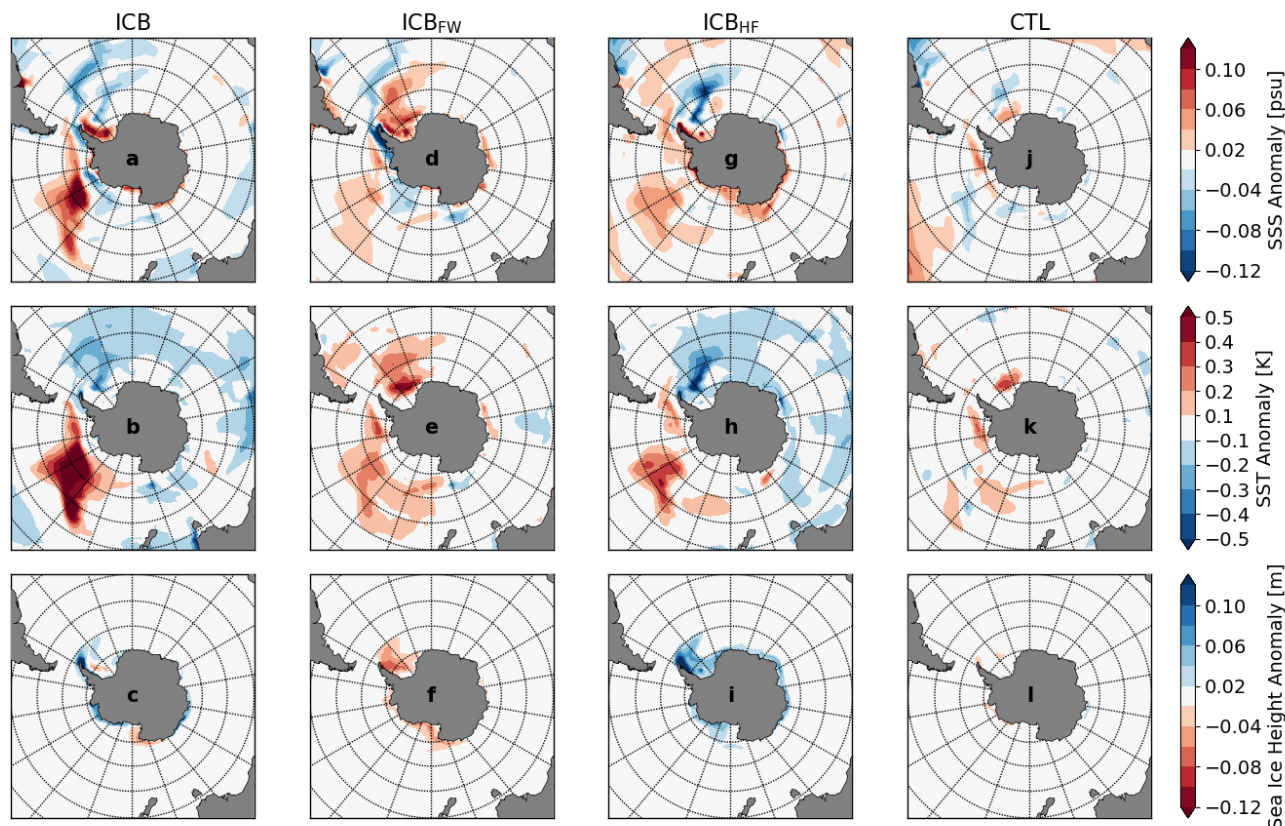 ICB
ICB_FW
ICB_HF
CTL
a
d
g
j
0.10
0.06
0.02
−0.04
−0.08
−0.12
SSS Anomaly [psu]
b
e
h
k
0.5
0.4
0.3
0.2
0.1
−0.1
−0.2
−0.3
−0.4
−0.5
SST Anomaly [K]
c
f
i
l
0.10
0.06
0.02
−0.04
−0.08
−0.12
Sea Ice Height Anomaly [m]